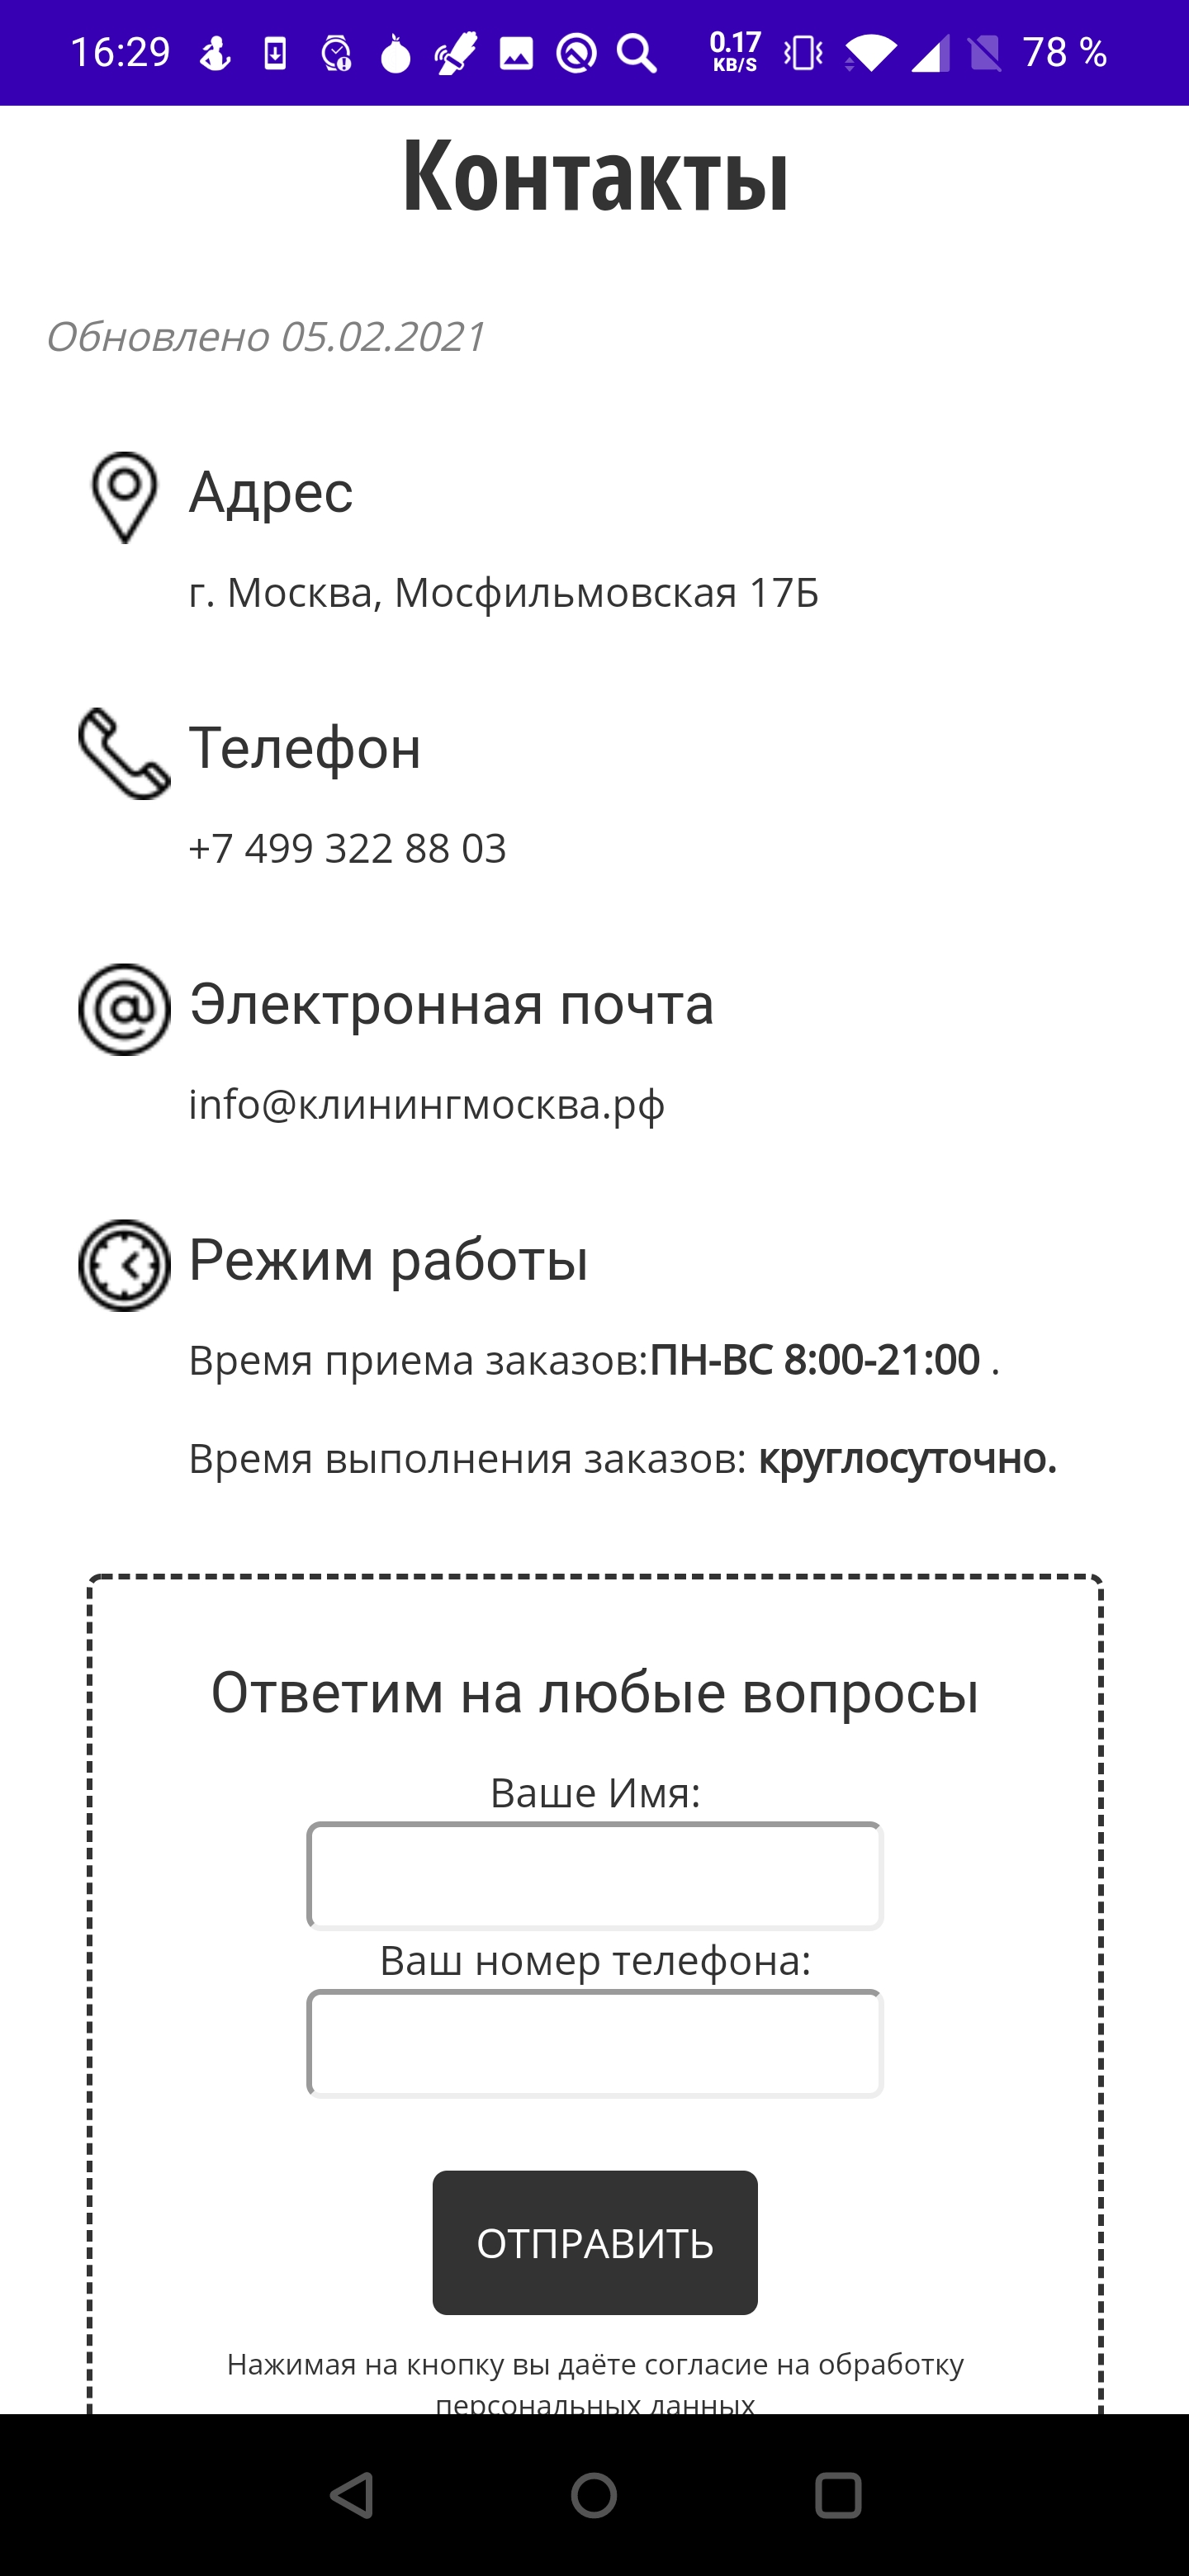 16:29 0.17 KB/S 78 %
Контакты
Обновлено 05.02.2021
Адрес
г. Москва, Мосфильмовская 17Б
Телефон
+7 499 322 88 03
Электронная почта
info@клинингмосква.рф
Режим работы
Время приема заказов:ПН-ВС 8:00-21:00 .
Время выполнения заказов: круглосуточно.
Ответим на любые вопросы
Ваше Имя:
Ваш номер телефона:
ОТПРАВИТЬ
Нажимая на кнопку вы даёте согласие на обработку
персональных данных